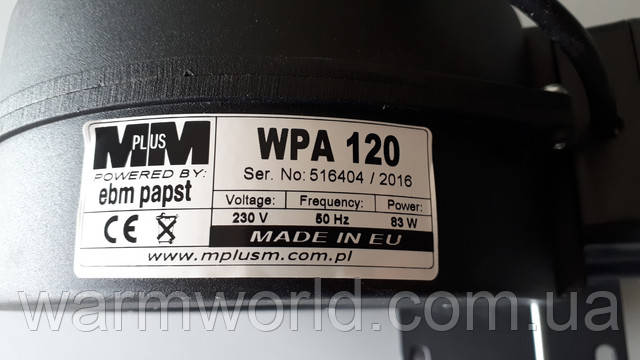 M PLUS M
POWERED BY:
ebm papst
CE
WPA 120
Ser. No: 516404 / 2016
Voltage: Frequency: Power:
230 V 50 Hz 83 W
MADE IN EU
www.mplusm.com.pl
warmworld.com.ua